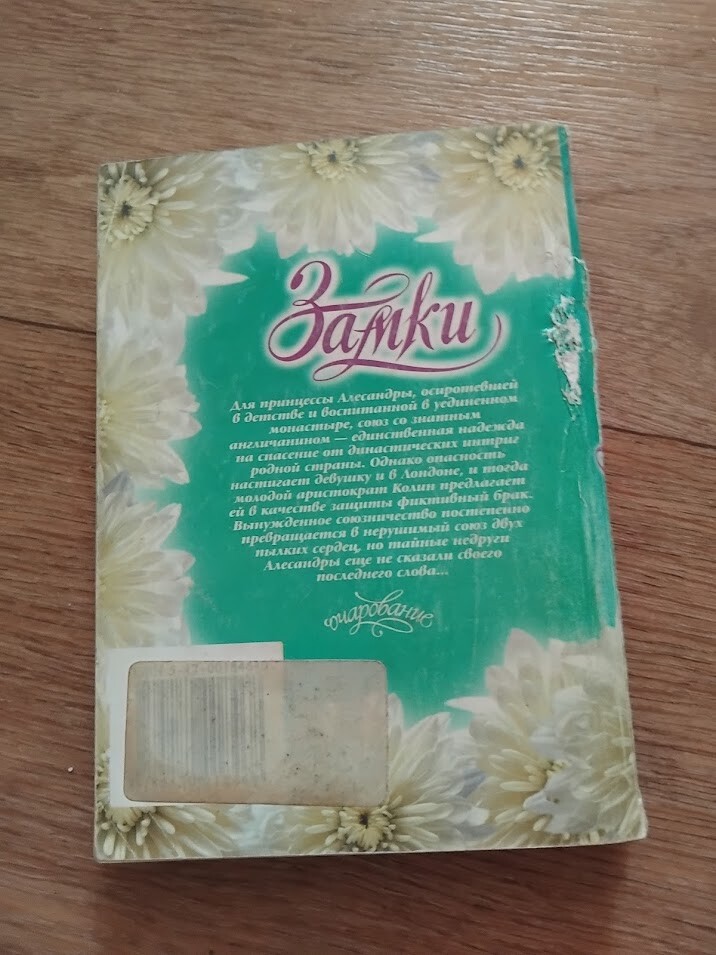 Замки
Для принцессы Алесандры, осиротевшей
в детстве и воспитанной в уединенном
монастыре, союз со знатным
англичанином — единственная надежда
на спасение от династических интриг
родной страны. Однако опасность
настигает девушку и в Лондоне, и тогда
молодой аристократ Колин предлагает
ей в качестве защиты фиктивный брак.
Вынужденное союзничество постепенно
превращается в нерушимый союз двух
пылких сердец, но тайные недруги
Алесандры еще не сказали своего
последнего слова...
очарование